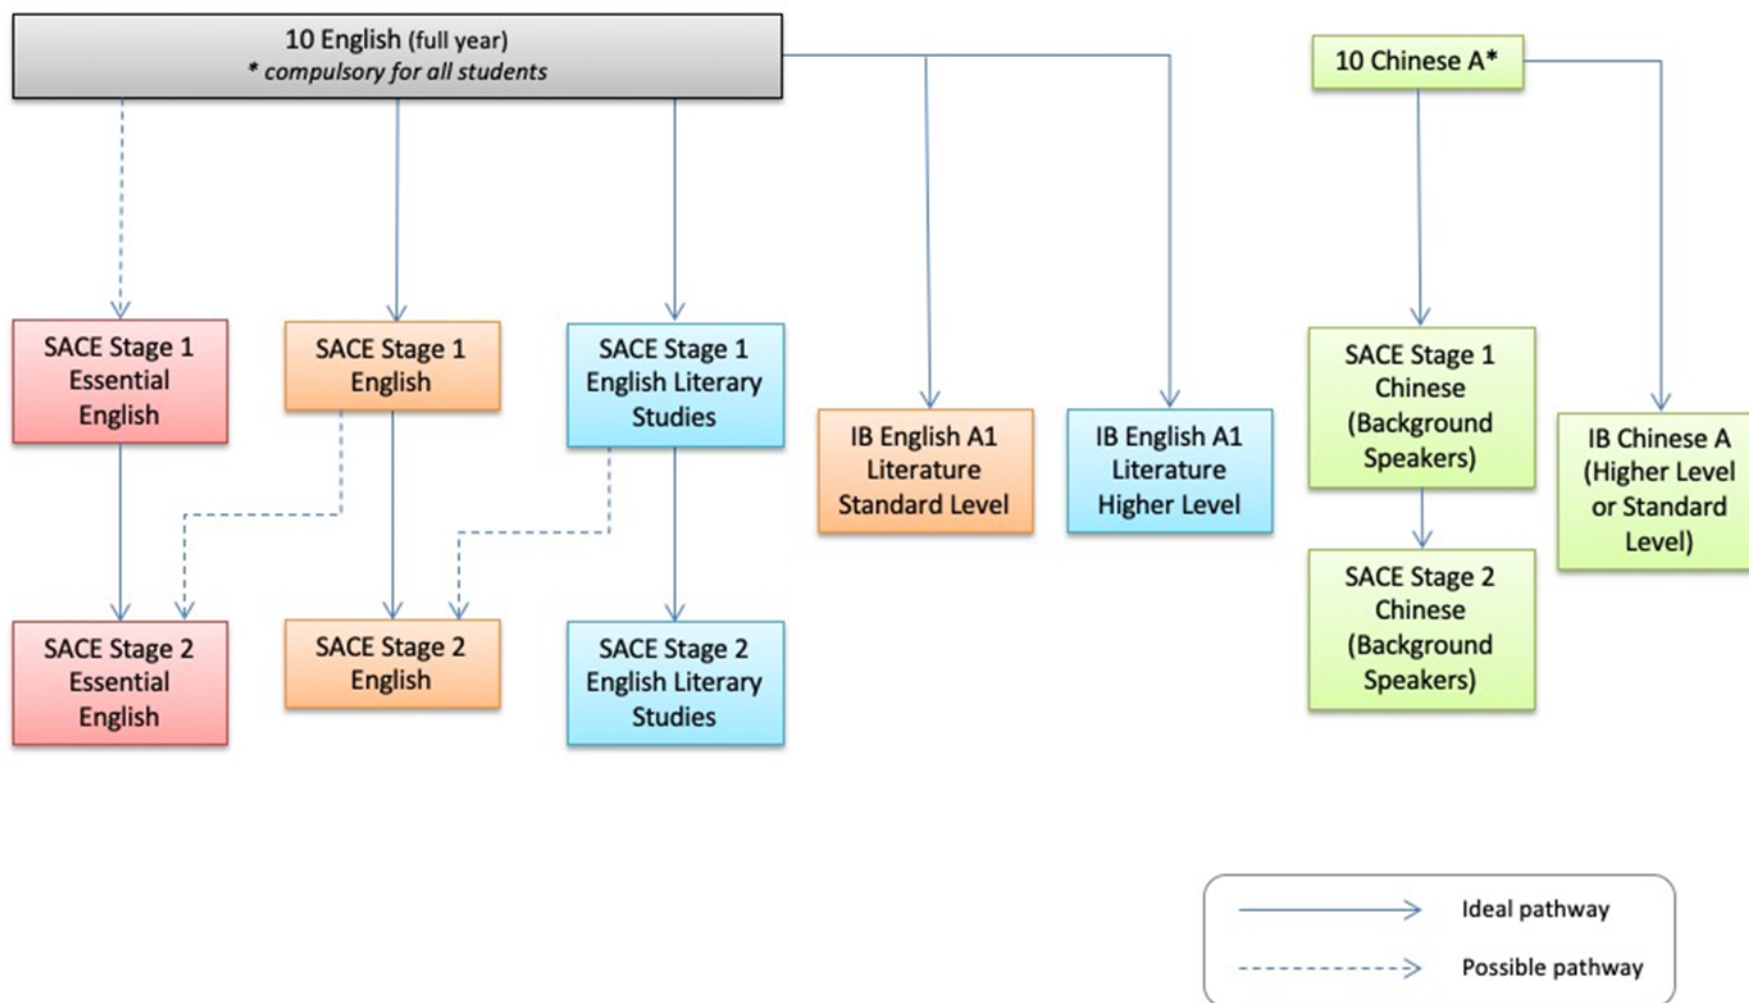 10 English (full year)
* compulsory for all students
10 Chinese A*
SACE Stage 1
Essential
English
SACE Stage 1
English
SACE Stage 1
English Literary
Studies
IB English A1
Literature
Standard Level
IB English A1
Literature
Higher Level
SACE Stage 1
Chinese
(Background
Speakers)
IB Chinese A
(Higher Level
or Standard
Level)
SACE Stage 2
Essential
English
SACE Stage 2
English
SACE Stage 2
English Literary
Studies
SACE Stage 2
Chinese
(Background
Speakers)
Ideal pathway
Possible pathway